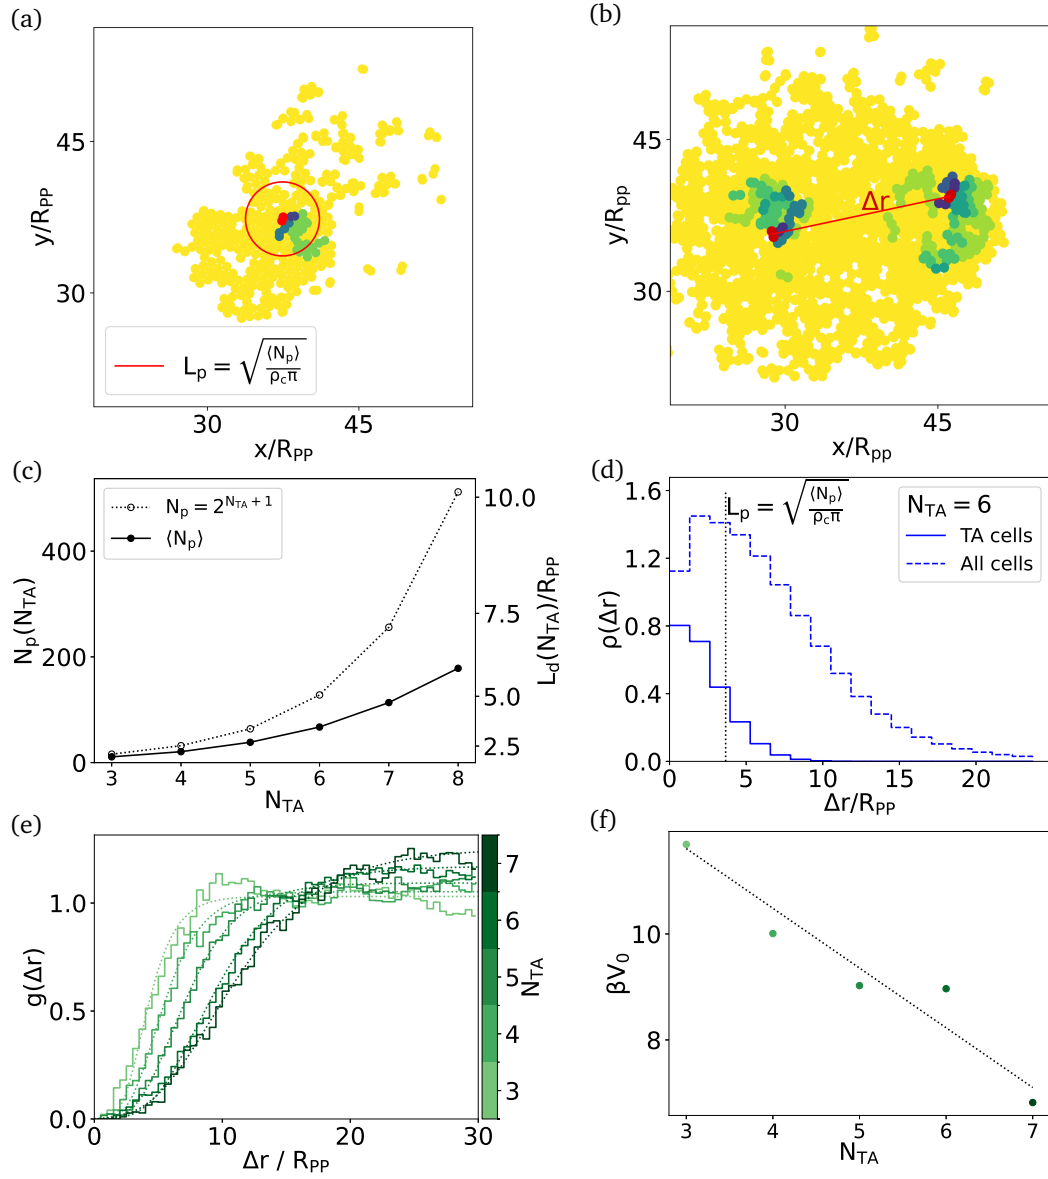 (a)
45
30
y/R_PP
L_p = √(⟨N_p⟩/ρ_cπ)
30 45
x/R_PP
(b)
45
30
y/R_pp
Δr
30 45
x/R_pp
(c)
N_p = 2^{N_TA + 1}
⟨N_p⟩
400
200
0
N_p(N_TA)
10.0
7.5
5.0
2.5
L_d(N_TA)/R_PP
3 4 5 6 7 8
N_TA
(d)
L_p = √(⟨N_p⟩/ρ_cπ)
N_TA = 6
TA cells
All cells
1.6
1.2
0.8
0.4
0.0
ρ(Δr)
0 5 10 15 20
Δr/R_PP
(e)
1.0
0.5
0.0
g(Δr)
0 10 20 30
Δr / R_PP
7
6
5
4
3
N_TA
(f)
10
8
βV_0
3 4 5 6 7
N_TA